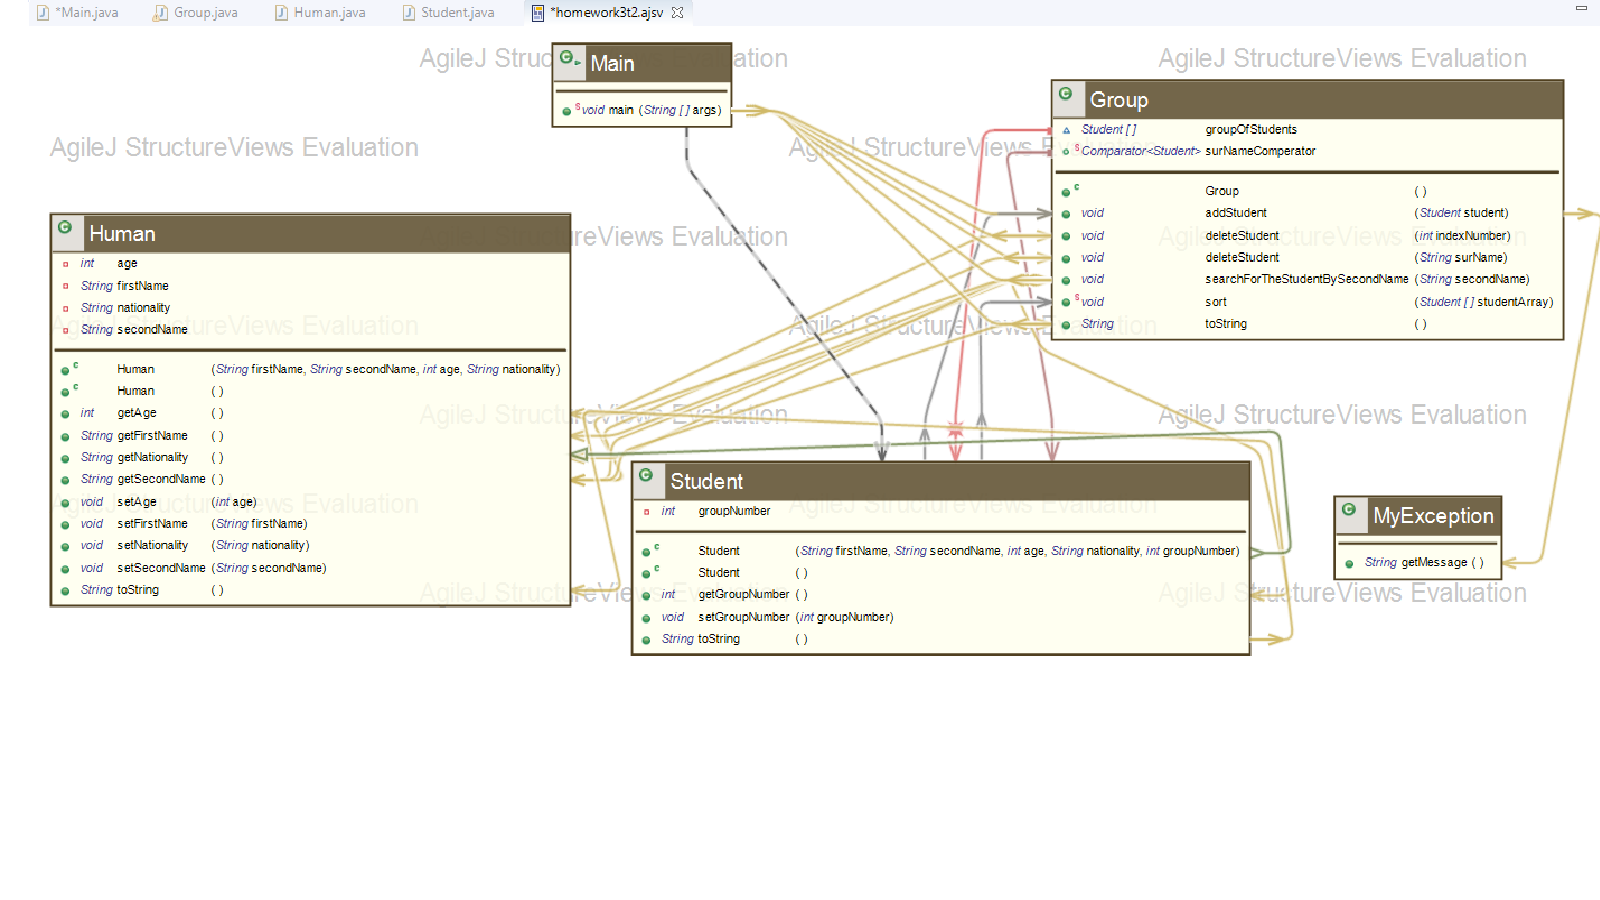 *Main.java Group.java Human.java Student.java *homework3t2.ajsv
AgileJ StructureViews Evaluation
Main
void main (String [ ] args)
Group
Student [ ] groupOfStudents
Comparator<Student> surNameComperator
Group ( )
void addStudent (Student student)
void deleteStudent (int indexNumber)
void deleteStudent (String surName)
void searchForTheStudentBySecondName (String secondName)
void sort (Student [ ] studentArray)
String toString ( )
Human
int age
String firstName
String nationality
String secondName
Human (String firstName, String secondName, int age, String nationality)
Human ( )
int getAge ( )
String getFirstName ( )
String getNationality ( )
String getSecondName ( )
void setAge (int age)
void setFirstName (String firstName)
void setNationality (String nationality)
void setSecondName (String secondName)
String toString ( )
Student
int groupNumber
Student (String firstName, String secondName, int age, String nationality, int groupNumber)
Student ( )
int getGroupNumber ( )
void setGroupNumber (int groupNumber)
String toString ( )
MyException
String getMessage ( )